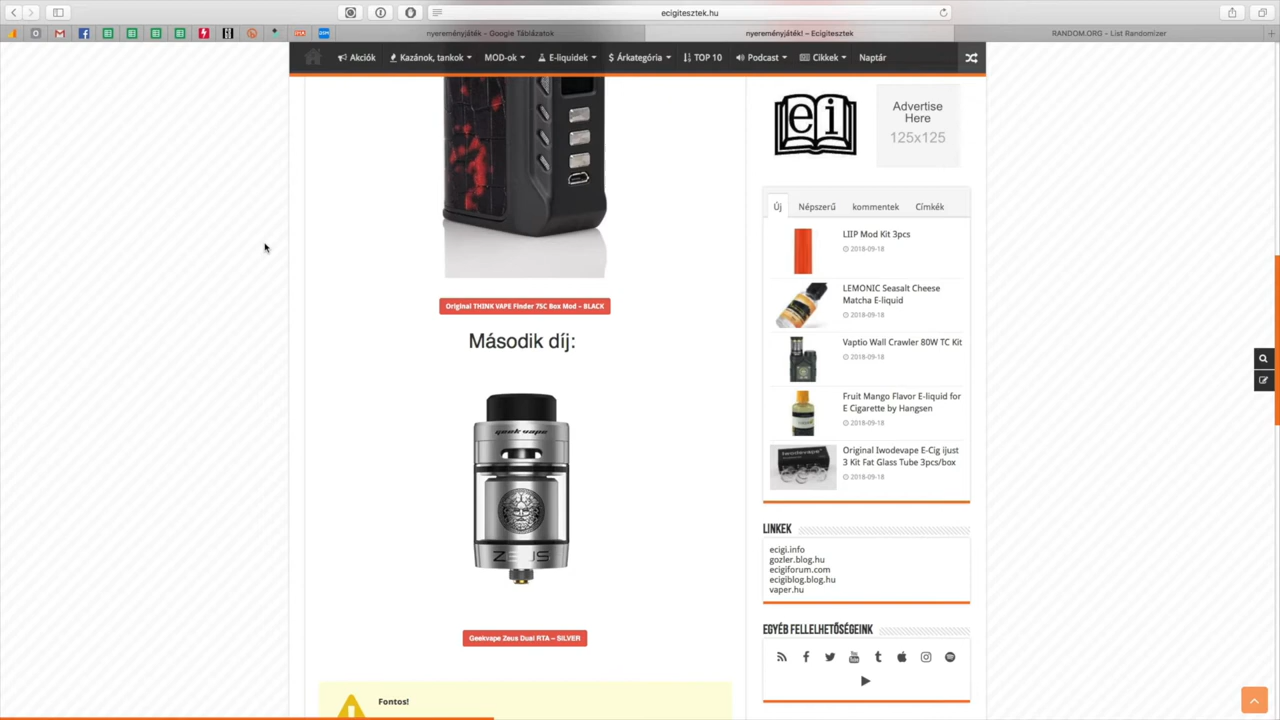 ecigitesztek.hu
nyereményjáték - Google Táblázatok
nyereményjáték! – Ecigitesztek
RANDOM.ORG - List Randomizer
Akciók
Kazánok, tankok
MOD-ok
E-liquidek
Árkategória
TOP 10
Podcast
Cikkek
Naptár
Original THINK VAPE Finder 75C Box Mod – BLACK
Második díj:
geek vape
ZEUS
Geekvape Zeus Dual RTA – SILVER
Fontos!
ei
Advertise
Here
125x125
Új
Népszerű
kommentek
Címkék
LIIP Mod Kit 3pcs
2018-09-18
LEMONIC Seasalt Cheese
Matcha E-liquid
2018-09-18
Vaptio Wall Crawler 80W TC Kit
2018-09-18
Fruit Mango Flavor E-liquid for
E Cigarette by Hangsen
2018-09-18
Original Iwodevape E-Cig ijust
3 Kit Fat Glass Tube 3pcs/box
2018-09-18
LINKEK
ecigi.info
gozler.blog.hu
ecigiforum.com
ecigiblog.blog.hu
vaper.hu
EGYÉB FELLELHETŐSÉGEINK